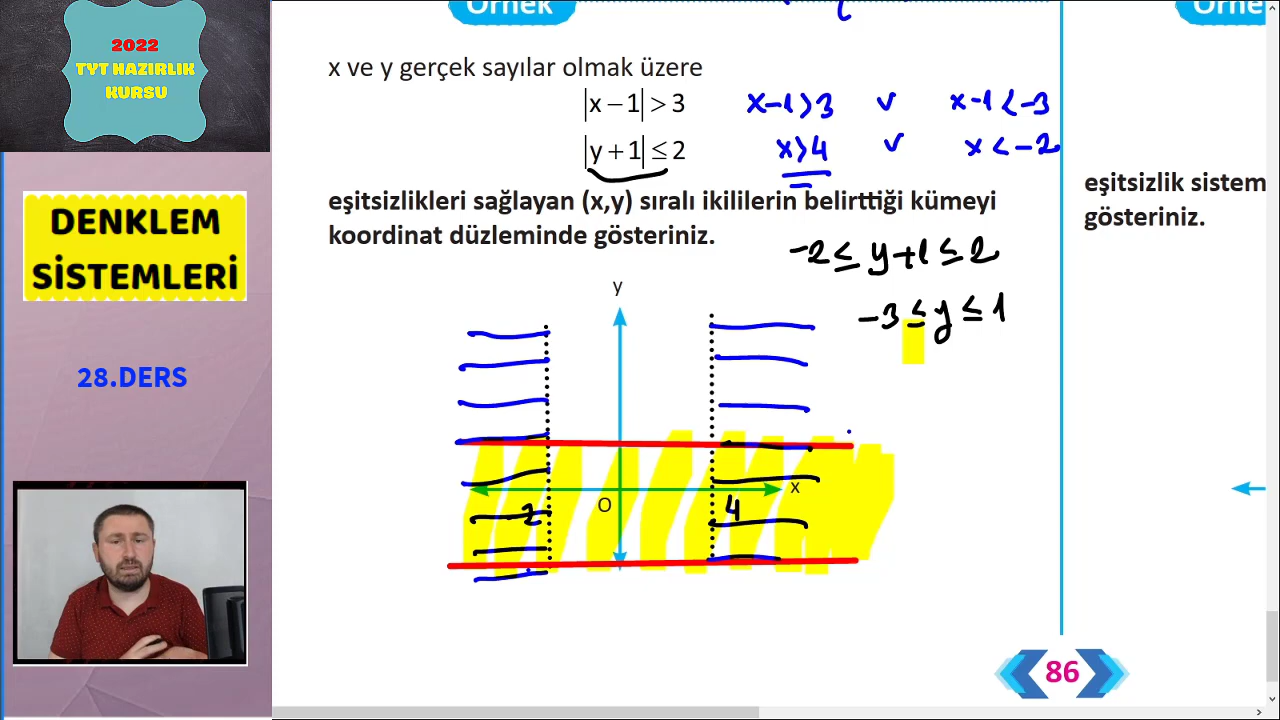 2022
TYT HAZIRLIK
KURSU
DENKLEM
SİSTEMLERİ
28.DERS
Örnek
x ve y gerçek sayılar olmak üzere
|x − 1| > 3 x-1>3 v x-1<-3
|y + 1| ≤ 2 x>4 v x<-2
eşitsizlikleri sağlayan (x,y) sıralı ikililerin belirttiği kümeyi
koordinat düzleminde gösteriniz.
-2 ≤ y+1 ≤ 2
-3 ≤ y ≤ 1
y
x
O
2
4
86
Örnek
eşitsizlik sistem
gösteriniz.